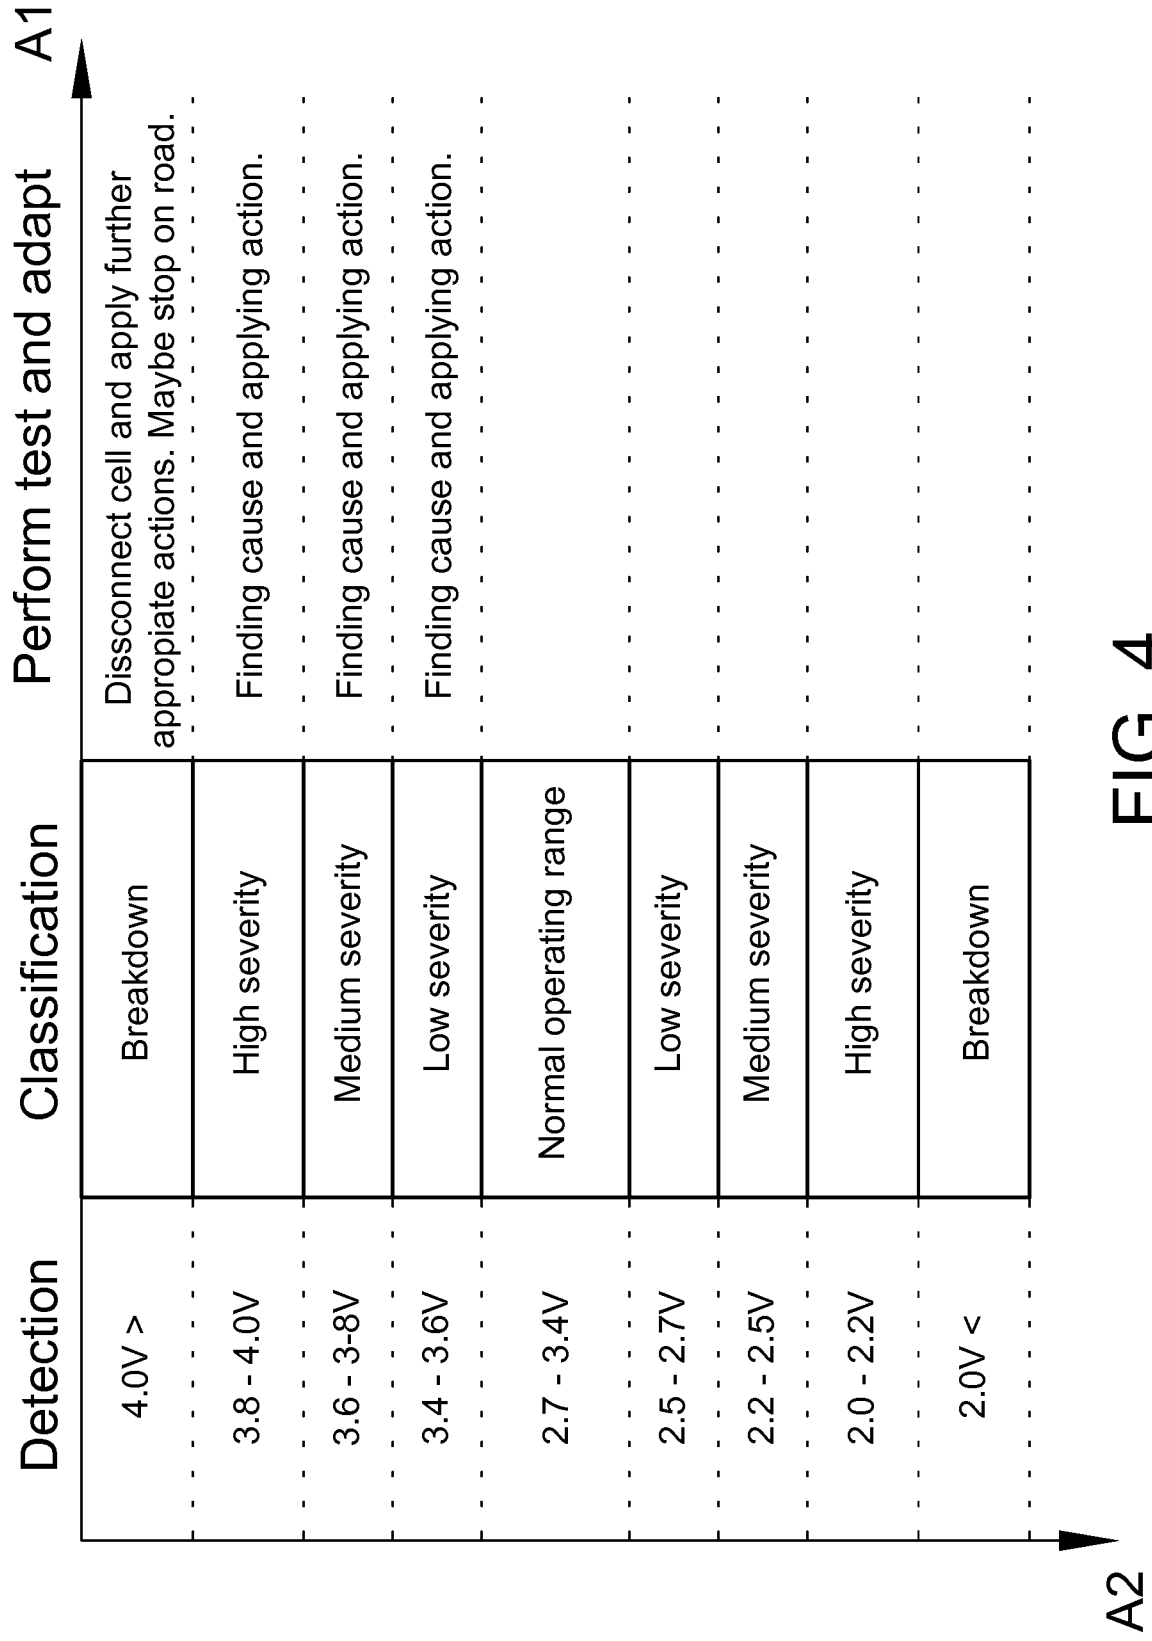 Detection
Classification
Perform test and adapt
A1
4.0V >
Breakdown
Dissconnect cell and apply further
appropiate actions. Maybe stop on road.
3.8 - 4.0V
High severity
Finding cause and applying action.
3.6 - 3-8V
Medium severity
Finding cause and applying action.
3.4 - 3.6V
Low severity
Finding cause and applying action.
2.7 - 3.4V
Normal operating range
2.5 - 2.7V
Low severity
2.2 - 2.5V
Medium severity
2.0 - 2.2V
High severity
2.0V <
Breakdown
A2
FIG. 4